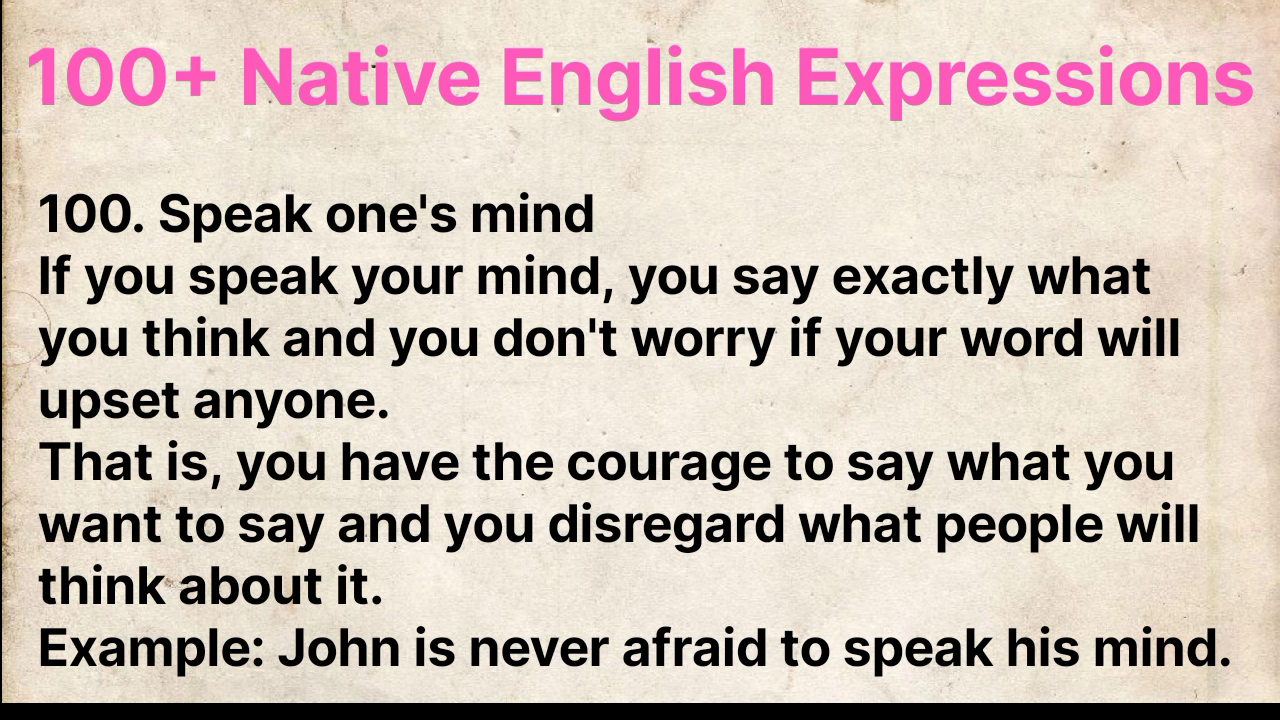 100+ Native English Expressions
100. Speak one's mind
If you speak your mind, you say exactly what
you think and you don't worry if your word will
upset anyone.
That is, you have the courage to say what you
want to say and you disregard what people will
think about it.
Example: John is never afraid to speak his mind.